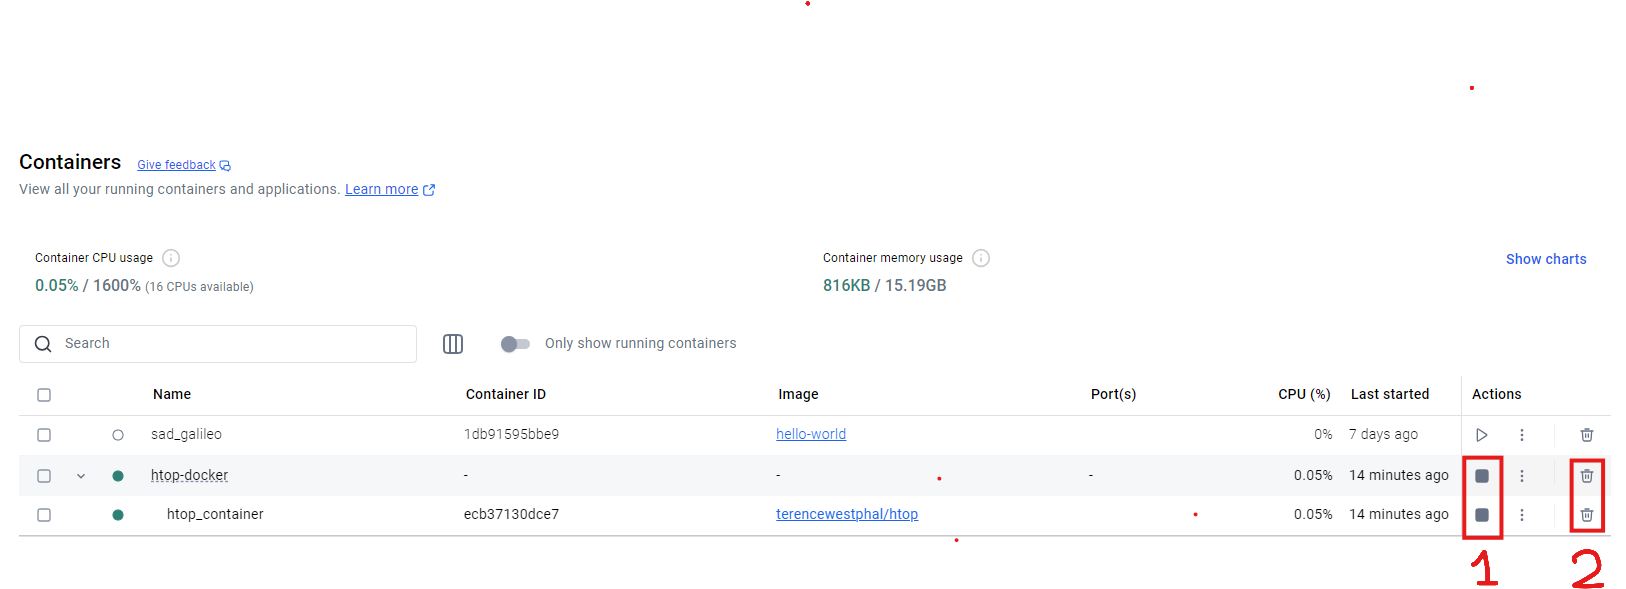 Containers Give feedback
View all your running containers and applications. Learn more
Container CPU usage
0.05% / 1600% (16 CPUs available)
Container memory usage
816KB / 15.19GB
Show charts
Search
Only show running containers
Name Container ID Image Port(s) CPU (%) Last started Actions
sad_galileo 1db91595bbe9 hello-world 0% 7 days ago
htop-docker - - - 0.05% 14 minutes ago
htop_container ecb37130dce7 terencewestphal/htop 0.05% 14 minutes ago
1 2